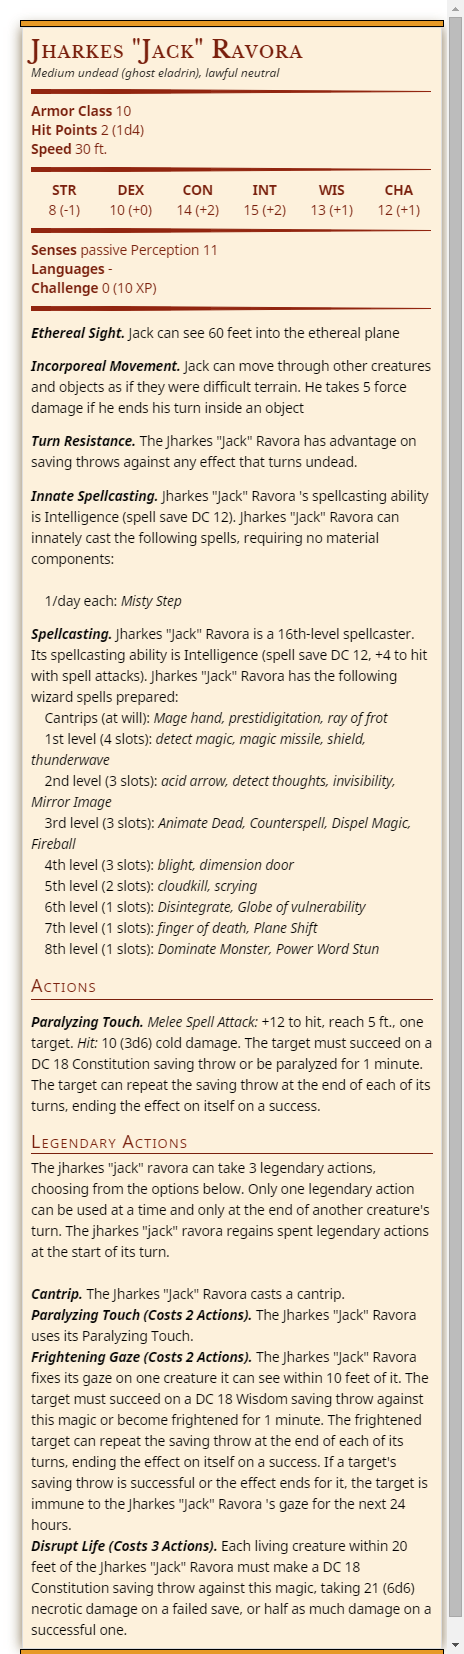 Jharkes "Jack" Ravora
Medium undead (ghost eladrin), lawful neutral
Armor Class 10
Hit Points 2 (1d4)
Speed 30 ft.
STR DEX CON INT WIS CHA
8 (-1) 10 (+0) 14 (+2) 15 (+2) 13 (+1) 12 (+1)
Senses passive Perception 11
Languages -
Challenge 0 (10 XP)
Ethereal Sight. Jack can see 60 feet into the ethereal plane
Incorporeal Movement. Jack can move through other creatures
and objects as if they were difficult terrain. He takes 5 force
damage if he ends his turn inside an object
Turn Resistance. The Jharkes "Jack" Ravora has advantage on
saving throws against any effect that turns undead.
Innate Spellcasting. Jharkes "Jack" Ravora 's spellcasting ability
is Intelligence (spell save DC 12). Jharkes "Jack" Ravora can
innately cast the following spells, requiring no material
components:
1/day each: Misty Step
Spellcasting. Jharkes "Jack" Ravora is a 16th-level spellcaster.
Its spellcasting ability is Intelligence (spell save DC 12, +4 to hit
with spell attacks). Jharkes "Jack" Ravora has the following
wizard spells prepared:
Cantrips (at will): Mage hand, prestidigitation, ray of frot
1st level (4 slots): detect magic, magic missile, shield,
thunderwave
2nd level (3 slots): acid arrow, detect thoughts, invisibility,
Mirror Image
3rd level (3 slots): Animate Dead, Counterspell, Dispel Magic,
Fireball
4th level (3 slots): blight, dimension door
5th level (2 slots): cloudkill, scrying
6th level (1 slots): Disintegrate, Globe of vulnerability
7th level (1 slots): finger of death, Plane Shift
8th level (1 slots): Dominate Monster, Power Word Stun
Actions
Paralyzing Touch. Melee Spell Attack: +12 to hit, reach 5 ft., one
target. Hit: 10 (3d6) cold damage. The target must succeed on a
DC 18 Constitution saving throw or be paralyzed for 1 minute.
The target can repeat the saving throw at the end of each of its
turns, ending the effect on itself on a success.
Legendary Actions
The jharkes "jack" ravora can take 3 legendary actions,
choosing from the options below. Only one legendary action
can be used at a time and only at the end of another creature's
turn. The jharkes "jack" ravora regains spent legendary actions
at the start of its turn.
Cantrip. The Jharkes "Jack" Ravora casts a cantrip.
Paralyzing Touch (Costs 2 Actions). The Jharkes "Jack" Ravora
uses its Paralyzing Touch.
Frightening Gaze (Costs 2 Actions). The Jharkes "Jack" Ravora
fixes its gaze on one creature it can see within 10 feet of it. The
target must succeed on a DC 18 Wisdom saving throw against
this magic or become frightened for 1 minute. The frightened
target can repeat the saving throw at the end of each of its
turns, ending the effect on itself on a success. If a target's
saving throw is successful or the effect ends for it, the target is
immune to the Jharkes "Jack" Ravora 's gaze for the next 24
hours.
Disrupt Life (Costs 3 Actions). Each living creature within 20
feet of the Jharkes "Jack" Ravora must make a DC 18
Constitution saving throw against this magic, taking 21 (6d6)
necrotic damage on a failed save, or half as much damage on a
successful one.